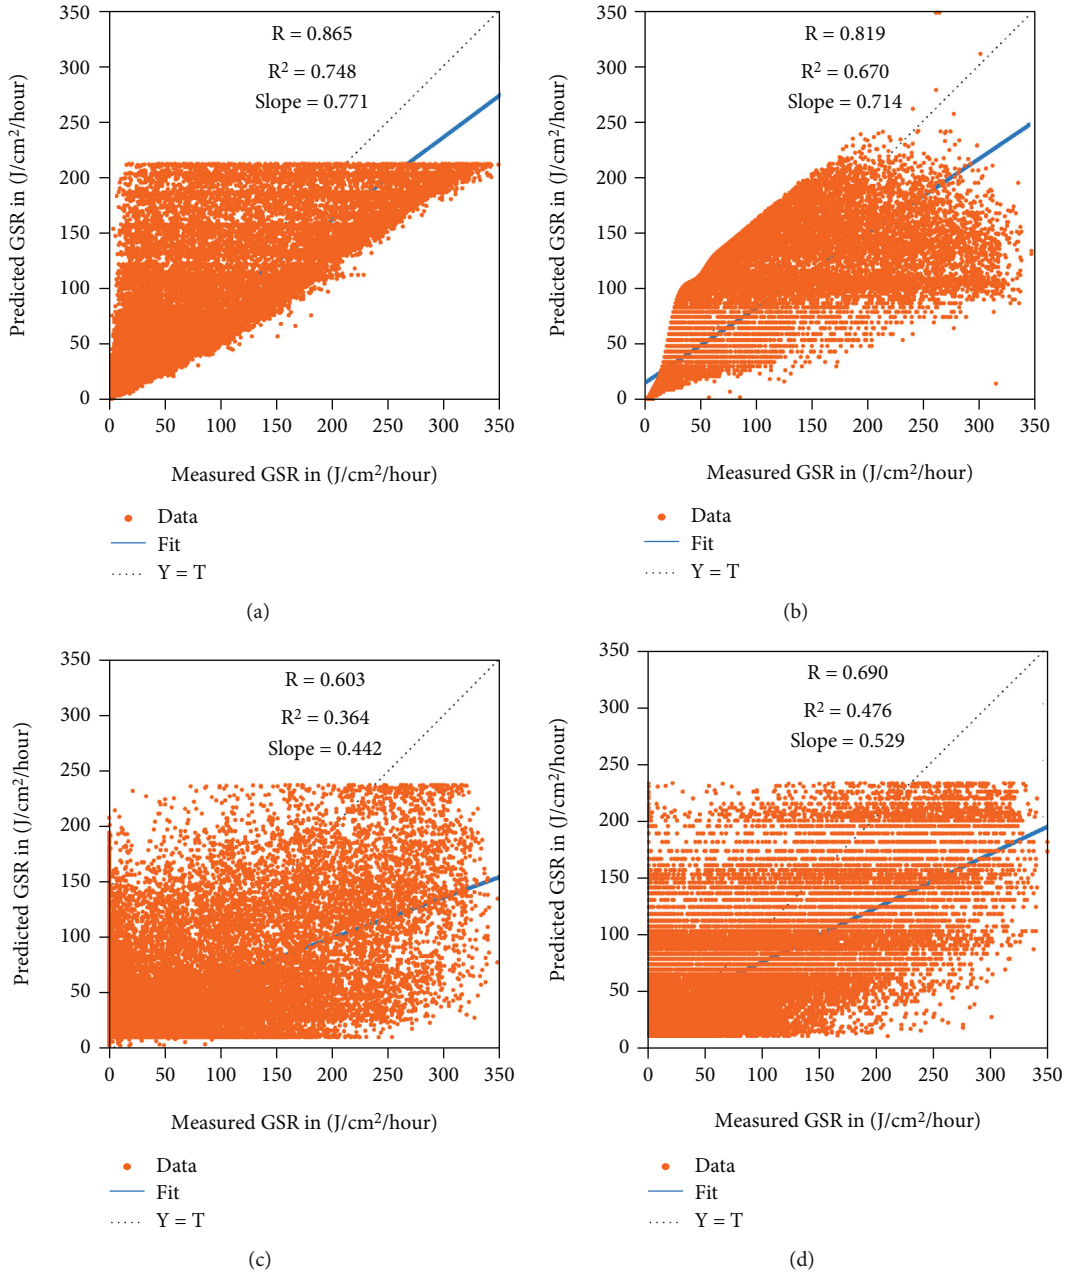 350
300
250
200
150
100
50
0
Predicted GSR in (J/cm²/hour)
R = 0.865
R² = 0.748
Slope = 0.771
0 50 100 150 200 250 300 350
Measured GSR in (J/cm²/hour)
Data
Fit
Y = T
(a)
350
300
250
200
150
100
50
0
Predicted GSR in (J/cm²/hour)
R = 0.819
R² = 0.670
Slope = 0.714
0 50 100 150 200 250 300 350
Measured GSR in (J/cm²/hour)
Data
Fit
Y = T
(b)
350
300
250
200
150
100
50
0
Predicted GSR in (J/cm²/hour)
R = 0.603
R² = 0.364
Slope = 0.442
0 50 100 150 200 250 300 350
Measured GSR in (J/cm²/hour)
Data
Fit
Y = T
(c)
350
300
250
200
150
100
50
0
Predicted GSR in (J/cm²/hour)
R = 0.690
R² = 0.476
Slope = 0.529
0 50 100 150 200 250 300 350
Measured GSR in (J/cm²/hour)
Data
Fit
Y = T
(d)